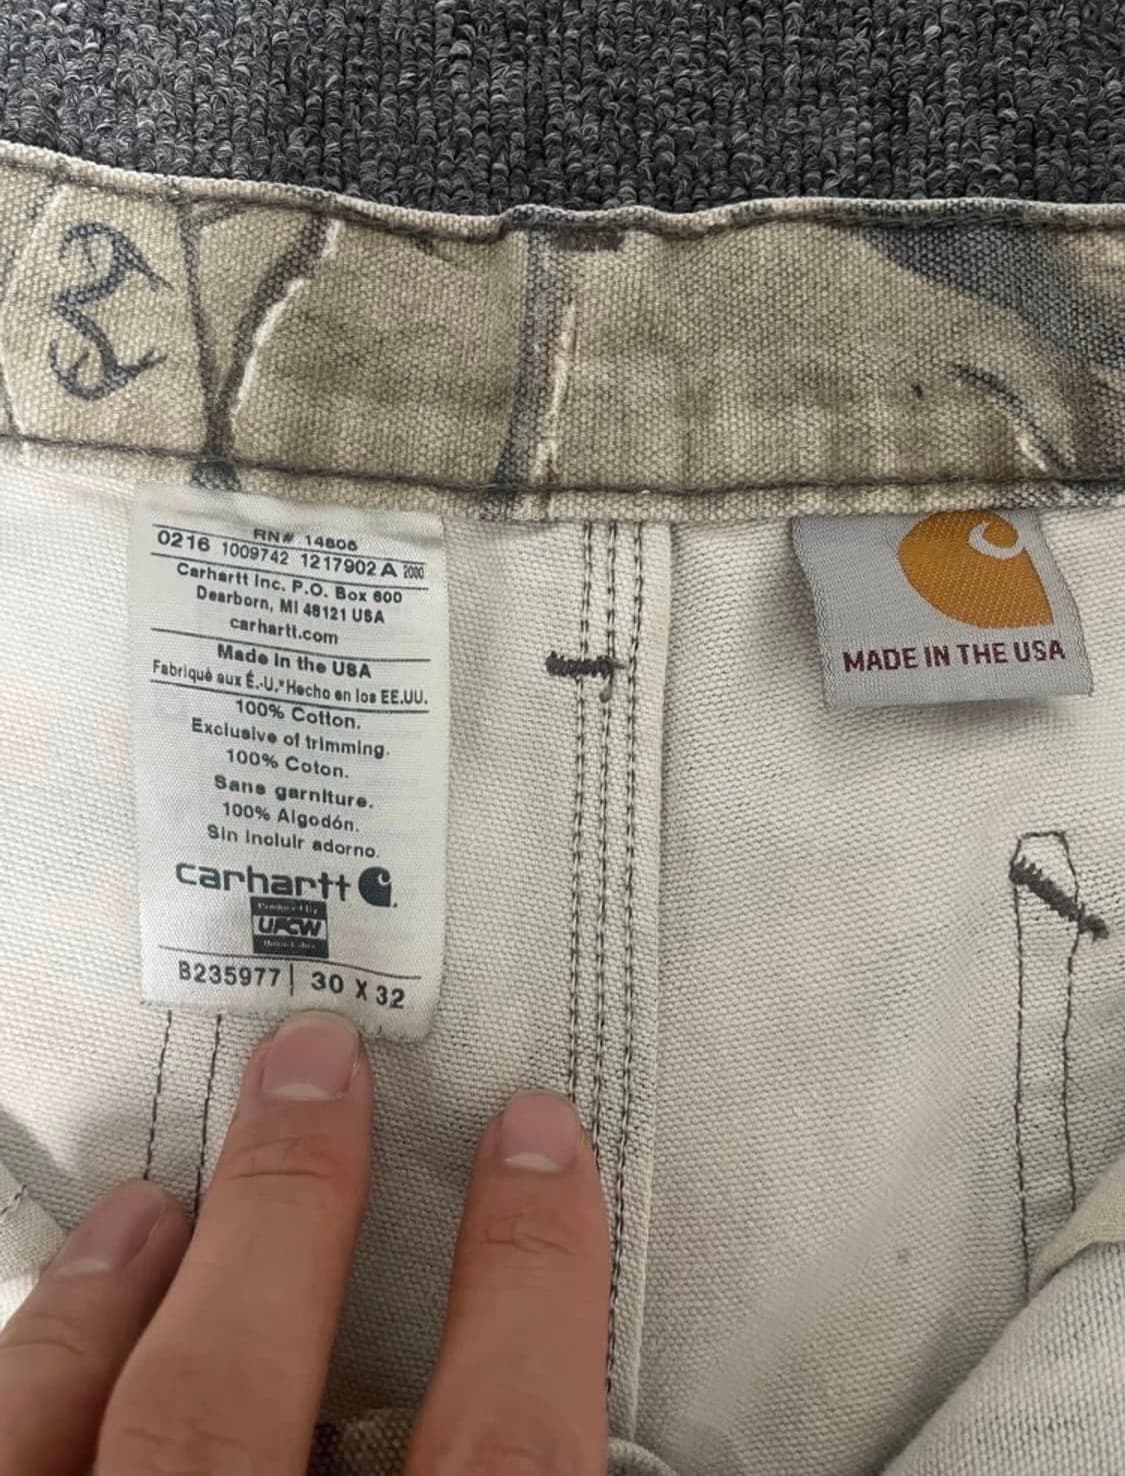 RN# 14806
0216 1009742 1217902 A 2000
Carhartt Inc. P.O. Box 600
Dearborn, MI 48121 USA
carhartt.com
Made in the USA
Fabriqué aux É.-U.*Hecho en los EE.UU.
100% Cotton.
Exclusive of trimming.
100% Coton.
Sans garniture.
100% Algodón.
Sin incluir adorno.
carhartt
UFCW
B235977 | 30 X 32
MADE IN THE USA